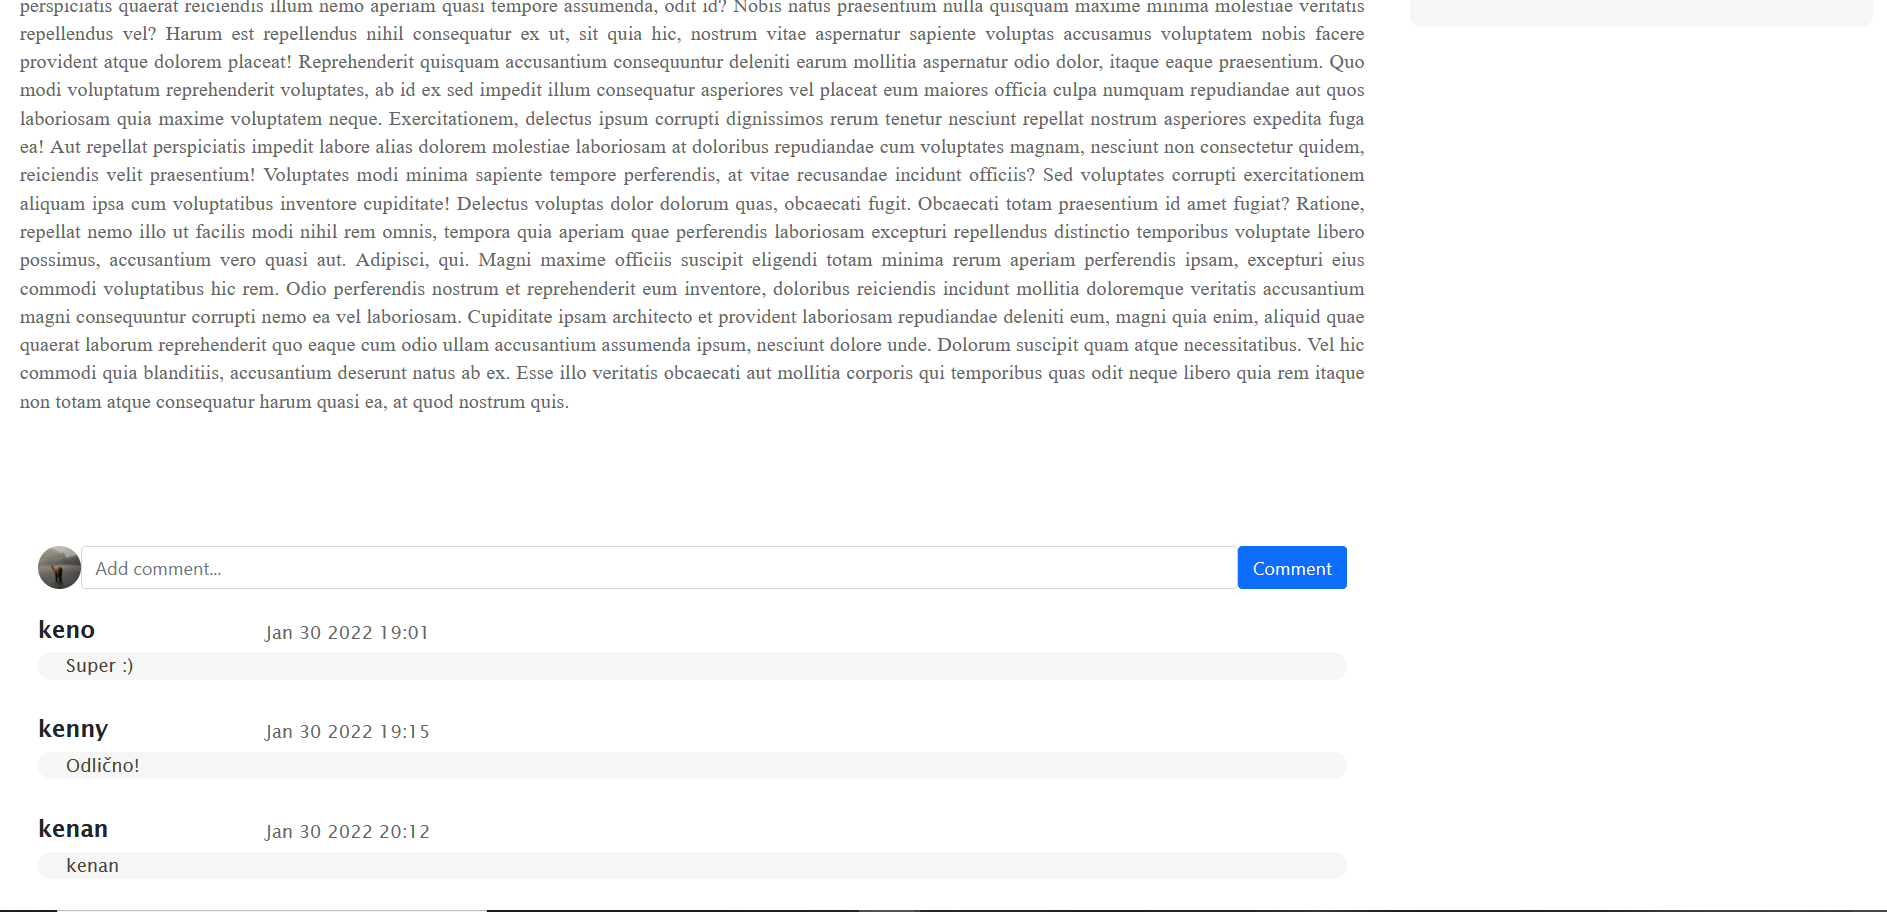 perspiciatis quaerat reiciendis illum nemo aperiam quasi tempore assumenda, odit id? Nobis natus praesentium nulla quisquam maxime minima molestiae veritatis
repellendus vel? Harum est repellendus nihil consequatur ex ut, sit quia hic, nostrum vitae aspernatur sapiente voluptas accusamus voluptatem nobis facere
provident atque dolorem placeat! Reprehenderit quisquam accusantium consequuntur deleniti earum mollitia aspernatur odio dolor, itaque eaque praesentium. Quo
modi voluptatum reprehenderit voluptates, ab id ex sed impedit illum consequatur asperiores vel placeat eum maiores officia culpa numquam repudiandae aut quos
laboriosam quia maxime voluptatem neque. Exercitationem, delectus ipsum corrupti dignissimos rerum tenetur nesciunt repellat nostrum asperiores expedita fuga
ea! Aut repellat perspiciatis impedit labore alias dolorem molestiae laboriosam at doloribus repudiandae cum voluptates magnam, nesciunt non consectetur quidem,
reiciendis velit praesentium! Voluptates modi minima sapiente tempore perferendis, at vitae recusandae incidunt officiis? Sed voluptates corrupti exercitationem
aliquam ipsa cum voluptatibus inventore cupiditate! Delectus voluptas dolor dolorum quas, obcaecati fugit. Obcaecati totam praesentium id amet fugiat? Ratione,
repellat nemo illo ut facilis modi nihil rem omnis, tempora quia aperiam quae perferendis laboriosam excepturi repellendus distinctio temporibus voluptate libero
possimus, accusantium vero quasi aut. Adipisci, qui. Magni maxime officiis suscipit eligendi totam minima rerum aperiam perferendis ipsam, excepturi eius
commodi voluptatibus hic rem. Odio perferendis nostrum et reprehenderit eum inventore, doloribus reiciendis incidunt mollitia doloremque veritatis accusantium
magni consequuntur corrupti nemo ea vel laboriosam. Cupiditate ipsam architecto et provident laboriosam repudiandae deleniti eum, magni quia enim, aliquid quae
quaerat laborum reprehenderit quo eaque cum odio ullam accusantium assumenda ipsum, nesciunt dolore unde. Dolorum suscipit quam atque necessitatibus. Vel hic
commodi quia blanditiis, accusantium deserunt natus ab ex. Esse illo veritatis obcaecati aut mollitia corporis qui temporibus quas odit neque libero quia rem itaque
non totam atque consequatur harum quasi ea, at quod nostrum quis.
Add comment...
Comment
keno Jan 30 2022 19:01
Super :)
kenny Jan 30 2022 19:15
Odlično!
kenan Jan 30 2022 20:12
kenan